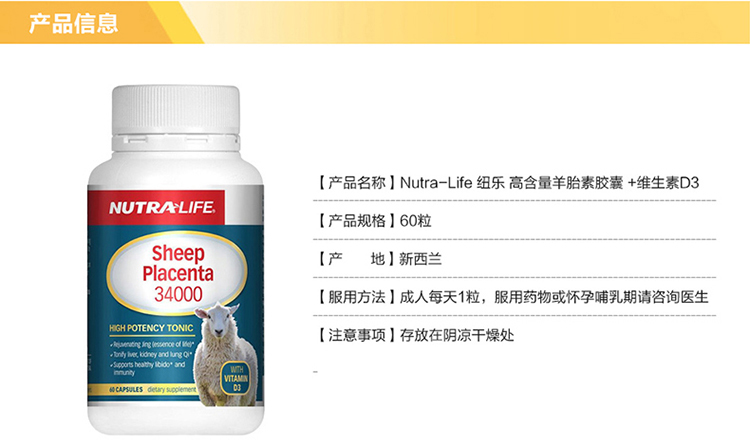 产品信息
【产品名称】Nutra-Life 纽乐 高含量羊胎素胶囊 +维生素D3
【产品规格】60粒
【产 地】新西兰
【服用方法】成人每天1粒，服用药物或怀孕哺乳期请咨询医生
【注意事项】存放在阴凉干燥处
NUTRA-LIFE®
Sheep
Placenta
34000
HIGH POTENCY TONIC
Rejuvenating Jing (essence of life)*
Tonify liver, kidney and lung Qi*
Supports healthy libido* and
immunity
WITH
VITAMIN
D3
60 CAPSULES dietary supplement